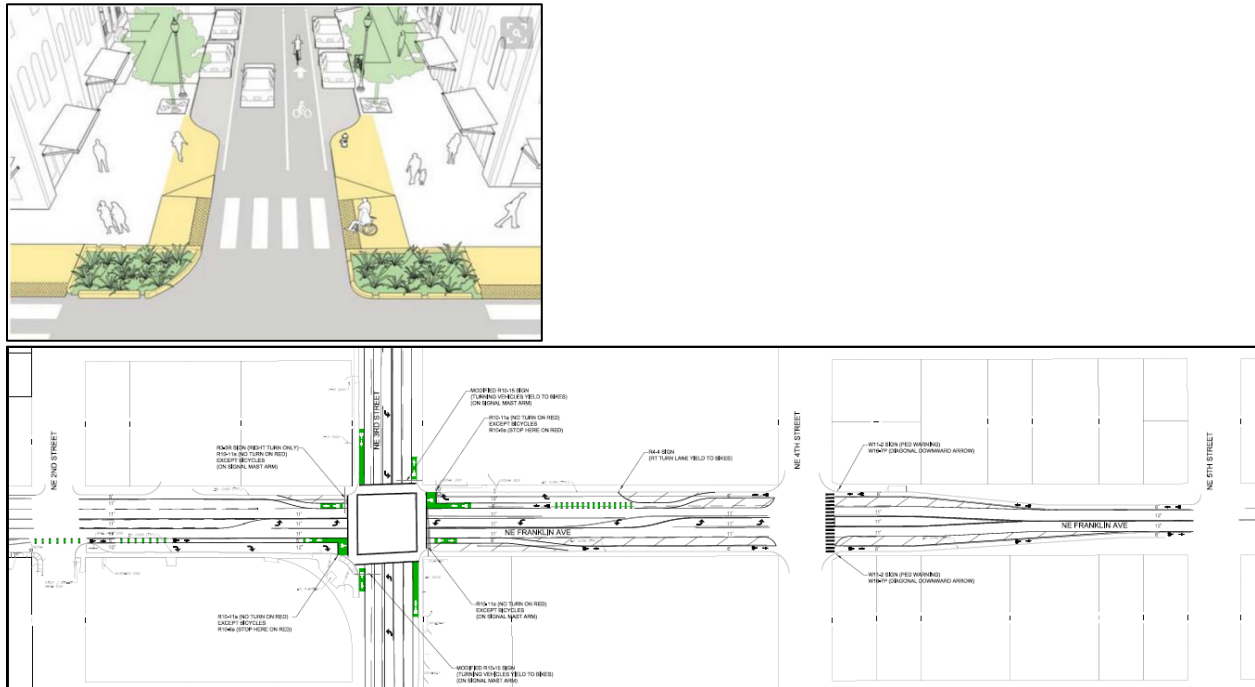 MODIFIED R10-15 SIGN
(TURNING VEHICLES YIELD TO BIKES)
(ON SIGNAL MAST ARM)
R10-11a (NO TURN ON RED)
EXCEPT BICYCLES
R10-6a (STOP HERE ON RED)
NE 3RD STREET
R3-5R SIGN (RIGHT TURN ONLY)
R10-11a (NO TURN ON RED)
EXCEPT BICYCLES
(ON SIGNAL MAST ARM)
R4-4 SIGN
(RT TURN LANE YIELD TO BIKES)
NE 2ND STREET
NE 4TH STREET
W11-2 SIGN (PED WARNING)
W16-7P (DIAGONAL DOWNWARD ARROW)
NE 5TH STREET
NE FRANKLIN AVE
NE FRANKLIN AVE
W11-2 SIGN (PED WARNING)
W16-7P (DIAGONAL DOWNWARD ARROW)
R10-11a (NO TURN ON RED)
EXCEPT BICYCLES
R10-6a (STOP HERE ON RED)
R10-11a (NO TURN ON RED)
EXCEPT BICYCLES
(ON SIGNAL MAST ARM)
MODIFIED R10-15 SIGN
(TURNING VEHICLES YIELD TO BIKES)
(ON SIGNAL MAST ARM)